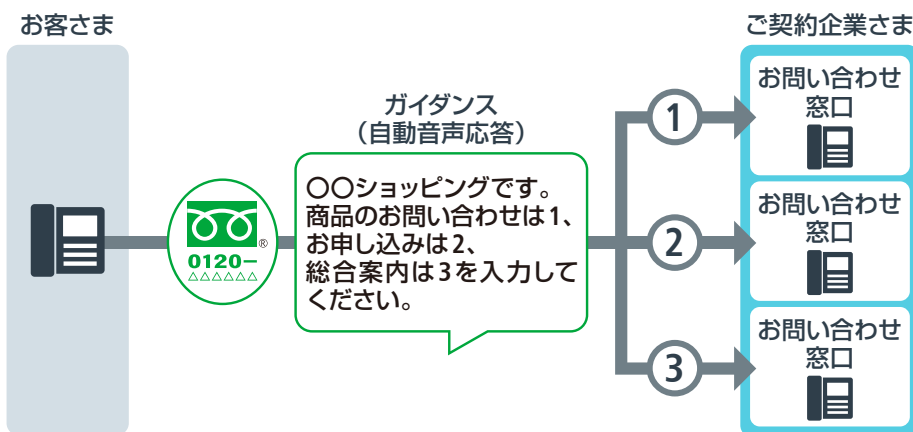 お客さま
ご契約企業さま
ガイダンス
（自動音声応答）
〇〇ショッピングです。
商品のお問い合わせは1、
お申し込みは2、
総合案内は3を入力して
ください。
®
0120−
△△△△△△
1
お問い合わせ
窓口
2
お問い合わせ
窓口
3
お問い合わせ
窓口